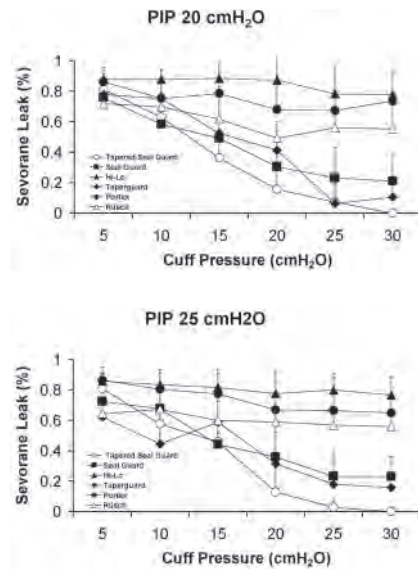 PIP 20 cmH₂O
Sevorane Leak (%)
1
0.8
0.6
0.4
0.2
0
Tapered Seal Guard
Seal Guard
Hi-Lo
Taperguard
Portex
Rüsch
5 10 15 20 25 30
Cuff Pressure (cmH₂O)
PIP 25 cmH2O
Sevorane Leak (%)
1
0.8
0.6
0.4
0.2
0
Tapered Seal Guard
Seal Guard
Hi-Lo
Taperguard
Portex
Rüsch
5 10 15 20 25 30
Cuff Pressure (cmH₂O)